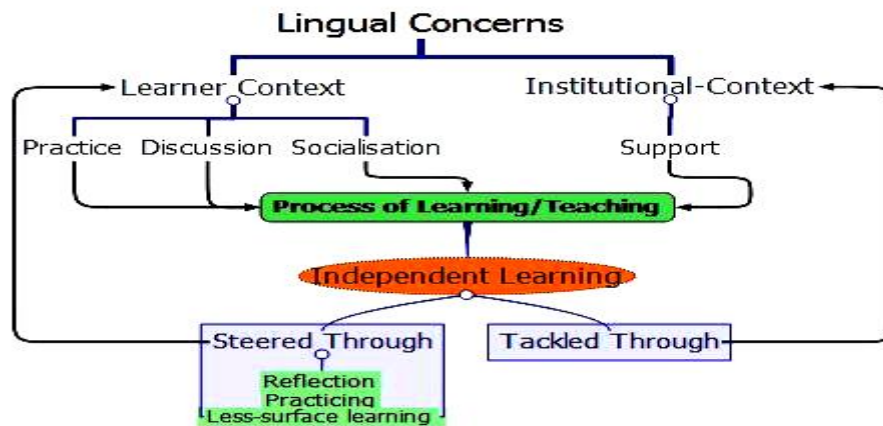 Lingual Concerns
Learner Context
Institutional-Context
Practice
Discussion
Socialisation
Support
Process of Learning/Teaching
Independent Learning
Steered Through
Tackled Through
Reflection
Practicing
Less-surface learning